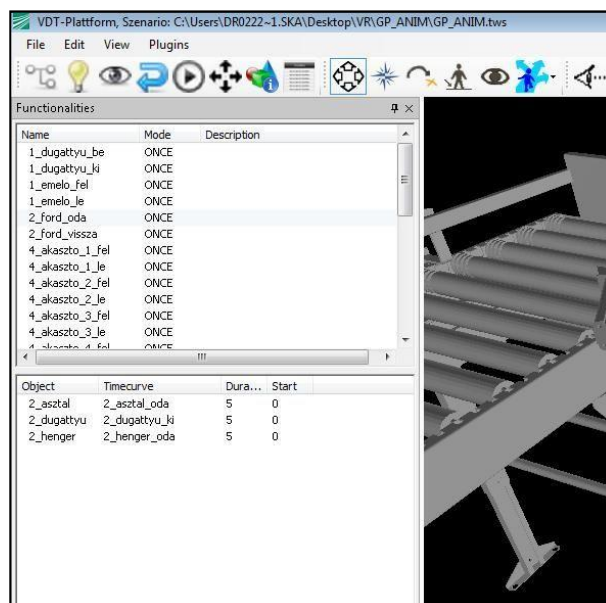 VDT-Plattform, Szenario: C:\Users\DR0222~1.SKA\Desktop\VR\GP_ANIM\GP_ANIM.tws
File Edit View Plugins
Functionalities
Name Mode Description
1_dugattyu_be ONCE
1_dugattyu_ki ONCE
1_emelo_fel ONCE
1_emelo_le ONCE
2_ford_oda ONCE
2_ford_vissza ONCE
4_akaszto_1_fel ONCE
4_akaszto_1_le ONCE
4_akaszto_2_fel ONCE
4_akaszto_2_le ONCE
4_akaszto_3_fel ONCE
4_akaszto_3_le ONCE
4_akaszto_4_fel ONCE
Object Timecurve Dura... Start
2_asztal 2_asztal_oda 5 0
2_dugattyu 2_dugattyu_ki 5 0
2_henger 2_henger_oda 5 0